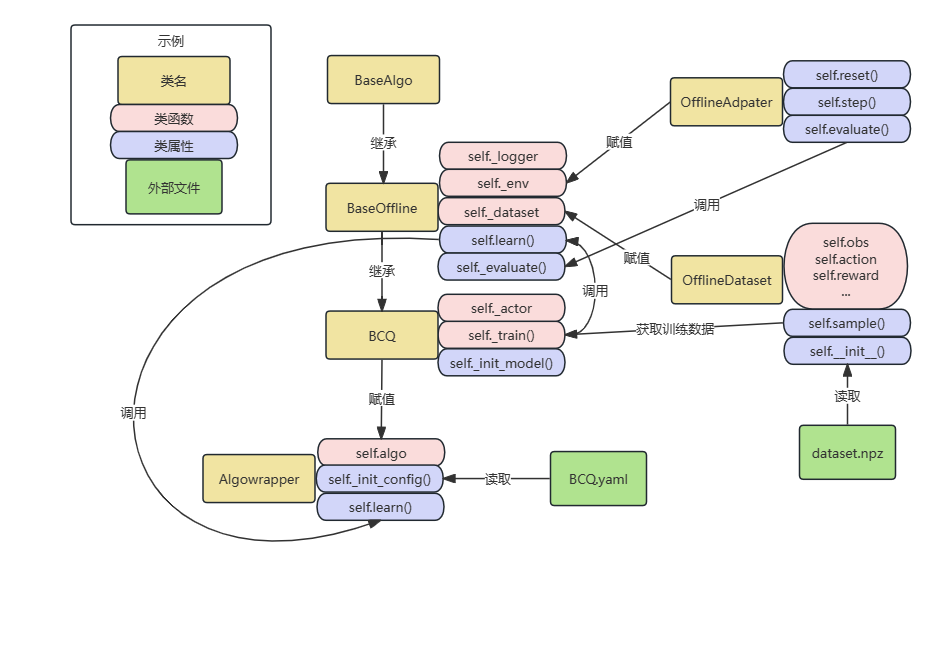 示例
类名
类函数
类属性
外部文件
BaseAlgo
继承
BaseOffline
self._logger
self._env
self._dataset
self.learn()
self._evaluate()
OfflineAdpater
self.reset()
self.step()
self.evaluate()
赋值
调用
赋值
OfflineDataset
self.obs
self.action
self.reward
...
self.sample()
self.__init__()
继承
调用
BCQ
self._actor
self._train()
self._init_model()
获取训练数据
读取
dataset.npz
赋值
调用
Algowrapper
self.algo
self._init_config()
self.learn()
读取
BCQ.yaml